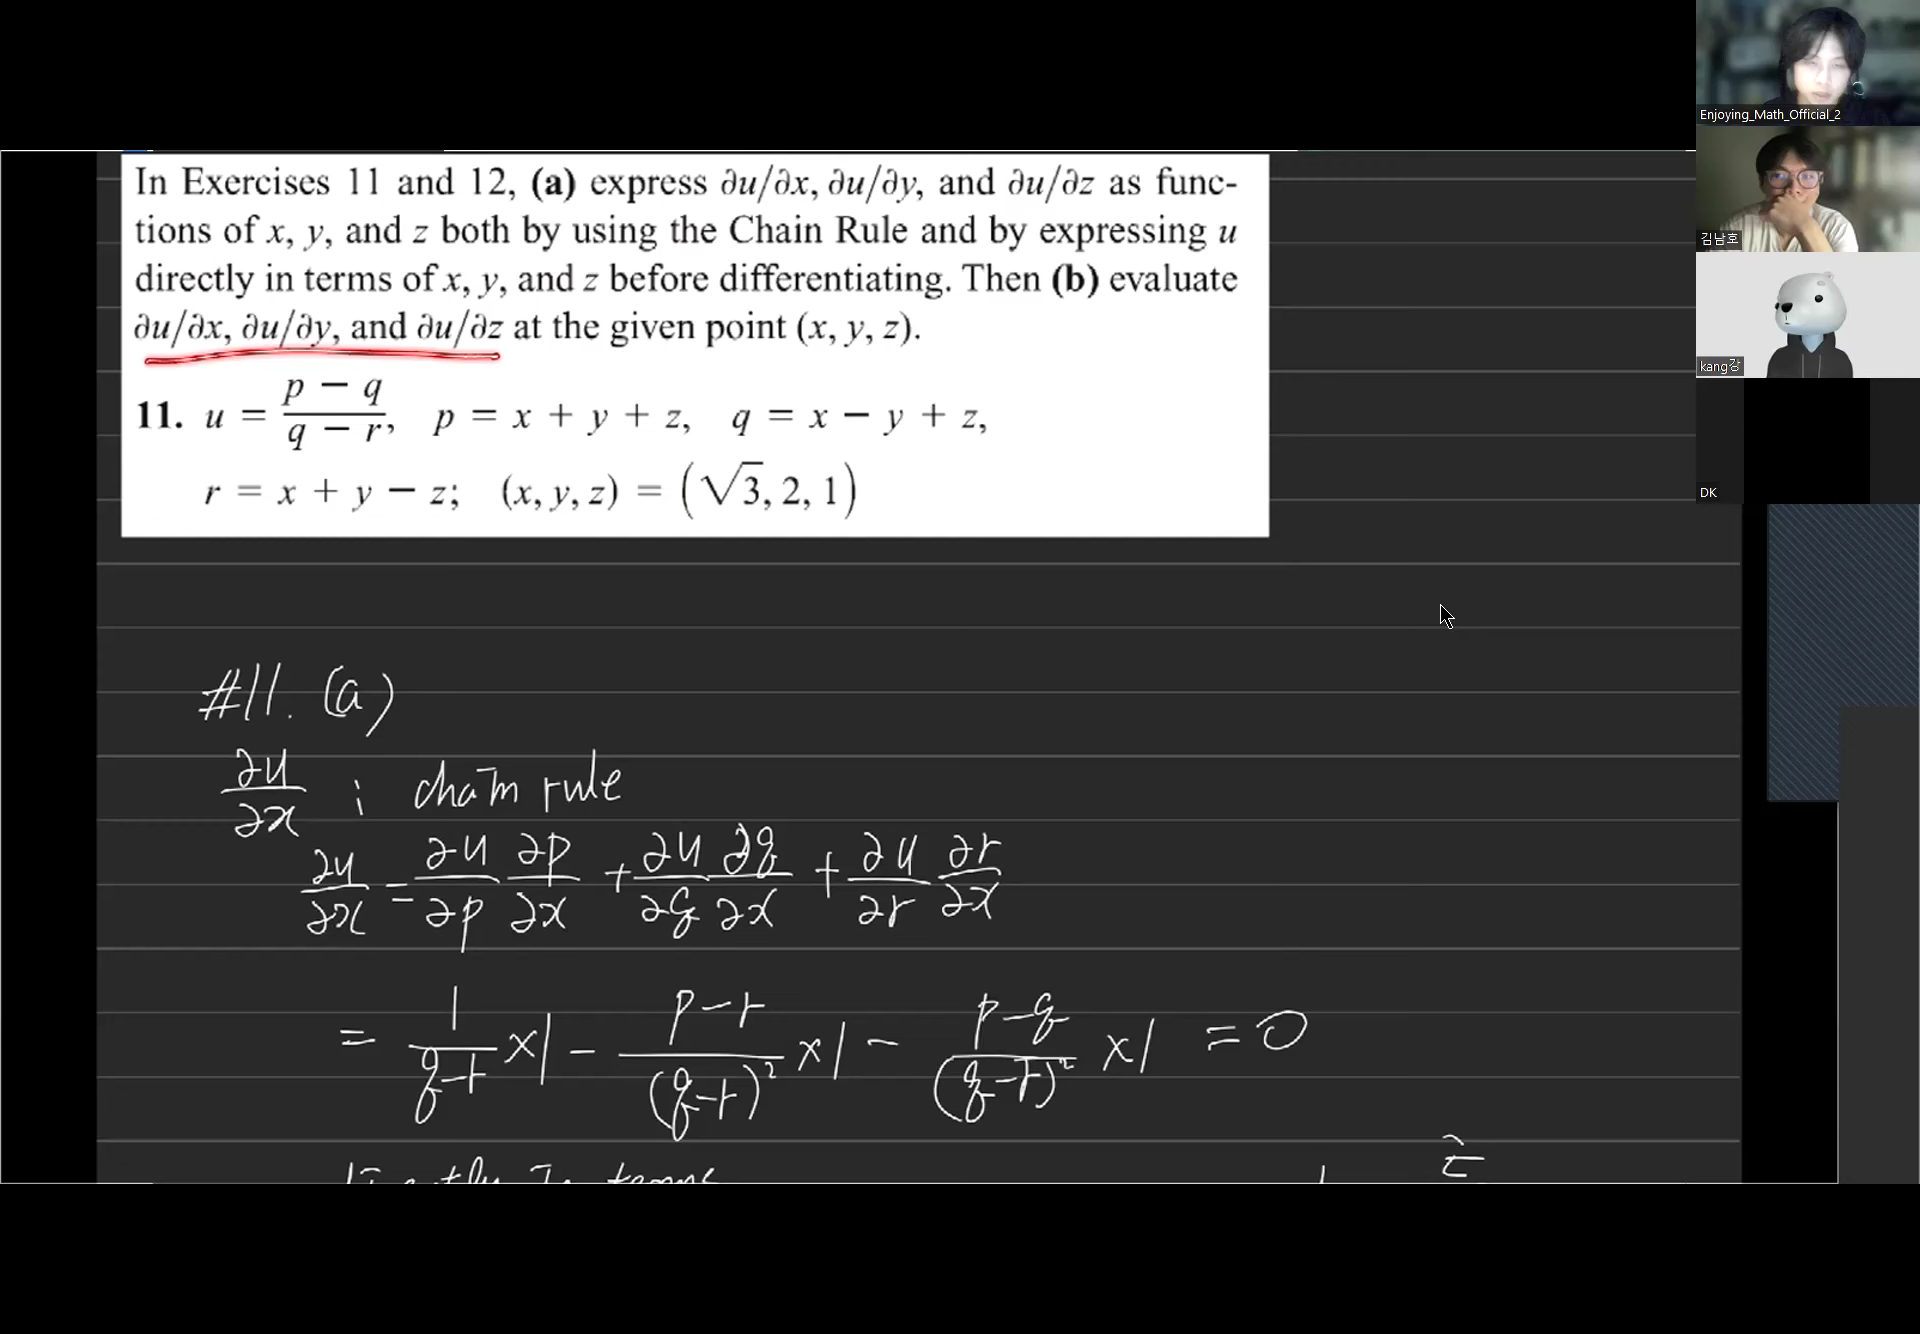 In Exercises 11 and 12, (a) express ∂u/∂x, ∂u/∂y, and ∂u/∂z as func-
tions of x, y, and z both by using the Chain Rule and by expressing u
directly in terms of x, y, and z before differentiating. Then (b) evaluate
∂u/∂x, ∂u/∂y, and ∂u/∂z at the given point (x, y, z).
11. u = (p − q)/(q − r), p = x + y + z, q = x − y + z,
r = x + y − z; (x, y, z) = (√3, 2, 1)
#11. (a)
∂u/∂x ; chain rule
∂u/∂x = ∂u/∂p ∂p/∂x + ∂u/∂q ∂q/∂x + ∂u/∂r ∂r/∂x
= 1/(q−r) ×1 − (p−r)/(q−r)² ×1 − (p−q)/(q−r)² ×1 = 0
Enjoying_Math_Official_2
김남호
kang강
DK